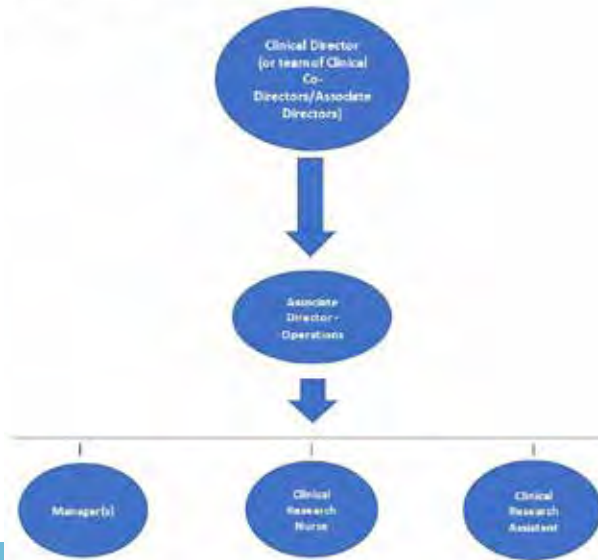 Clinical Director
(or team of Clinical
Co-
Directors/Associate
Directors)
Associate
Director -
Operations
Manager(s)
Clinical
Research
Nurse
Clinical
Research
Assistant